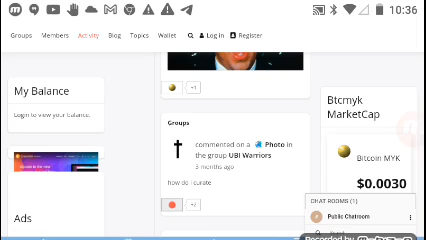 10:36
Groups Members Activity Blog Topics Wallet Log in Register
My Balance
Login to view your balance.
Ads
+1
Groups
commented on a Photo in
the group UBI Warriors
5 months ago
how do i curate
+2
Btcmyk
MarketCap
Bitcoin MYK
$0.0030
CHAT ROOMS (1)
P Public Chatroom
Recorded by